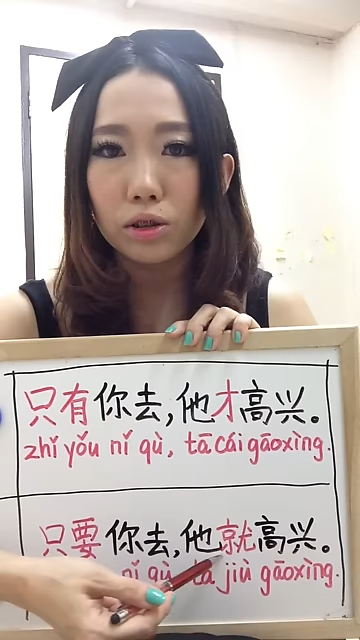 只有你去,他才高兴。
zhǐ yǒu nǐ qù, tā cái gāoxìng.
只要你去,他就高兴。
nǐ qù, tā jiù gāoxìng.